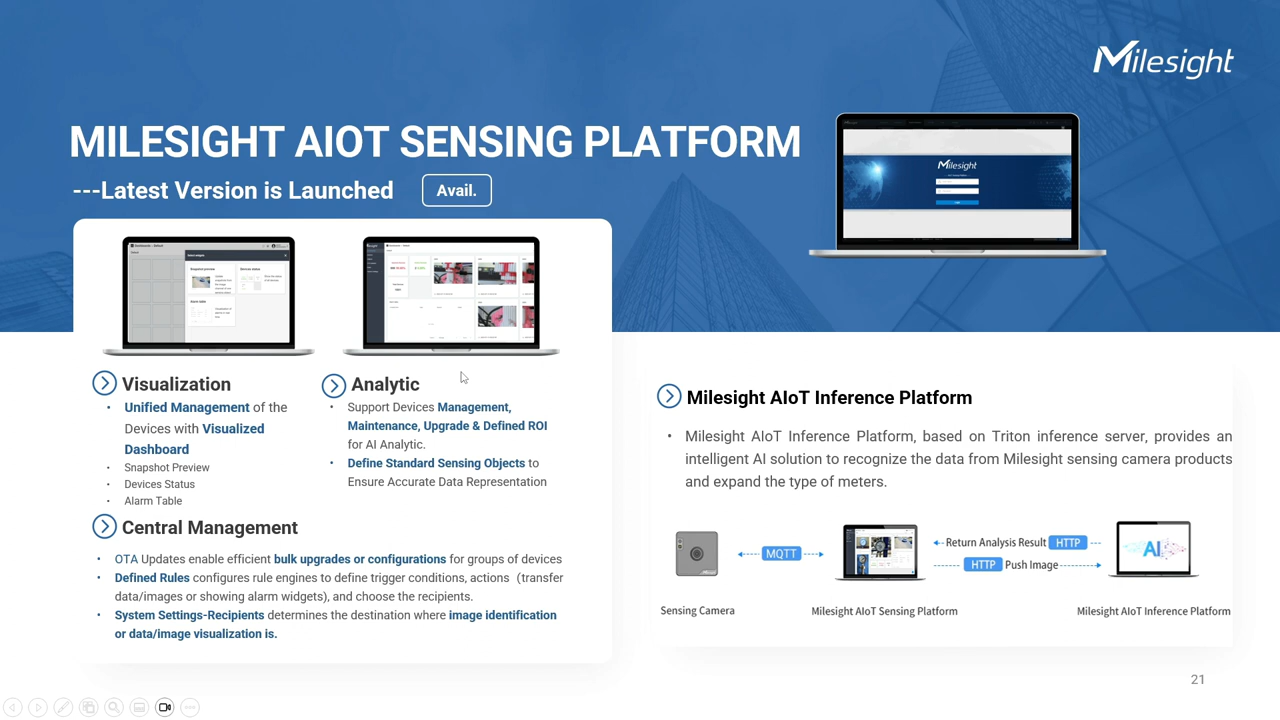 Milesight
MILESIGHT AIOT SENSING PLATFORM
---Latest Version is Launched
Avail.
Milesight
Visualization
• Unified Management of the
Devices with Visualized
Dashboard
• Snapshot Preview
• Devices Status
• Alarm Table
Analytic
• Support Devices Management,
Maintenance, Upgrade & Defined ROI
for AI Analytic.
• Define Standard Sensing Objects to
Ensure Accurate Data Representation
Central Management
• OTA Updates enable efficient bulk upgrades or configurations for groups of devices
• Defined Rules configures rule engines to define trigger conditions, actions (transfer
data/images or showing alarm widgets), and choose the recipients.
• System Settings-Recipients determines the destination where image identification
or data/image visualization is.
Milesight AIoT Inference Platform
• Milesight AIoT Inference Platform, based on Triton inference server, provides an
intelligent AI solution to recognize the data from Milesight sensing camera products
and expand the type of meters.
MQTT
Return Analysis Result HTTP
HTTP Push Image
AI
Sensing Camera
Milesight AIoT Sensing Platform
Milesight AIoT Inference Platform
21